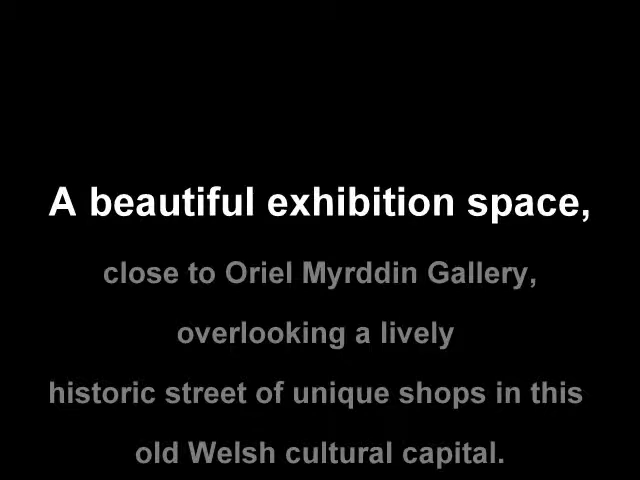 A beautiful exhibition space,
close to Oriel Myrddin Gallery,
overlooking a lively
historic street of unique shops in this
old Welsh cultural capital.